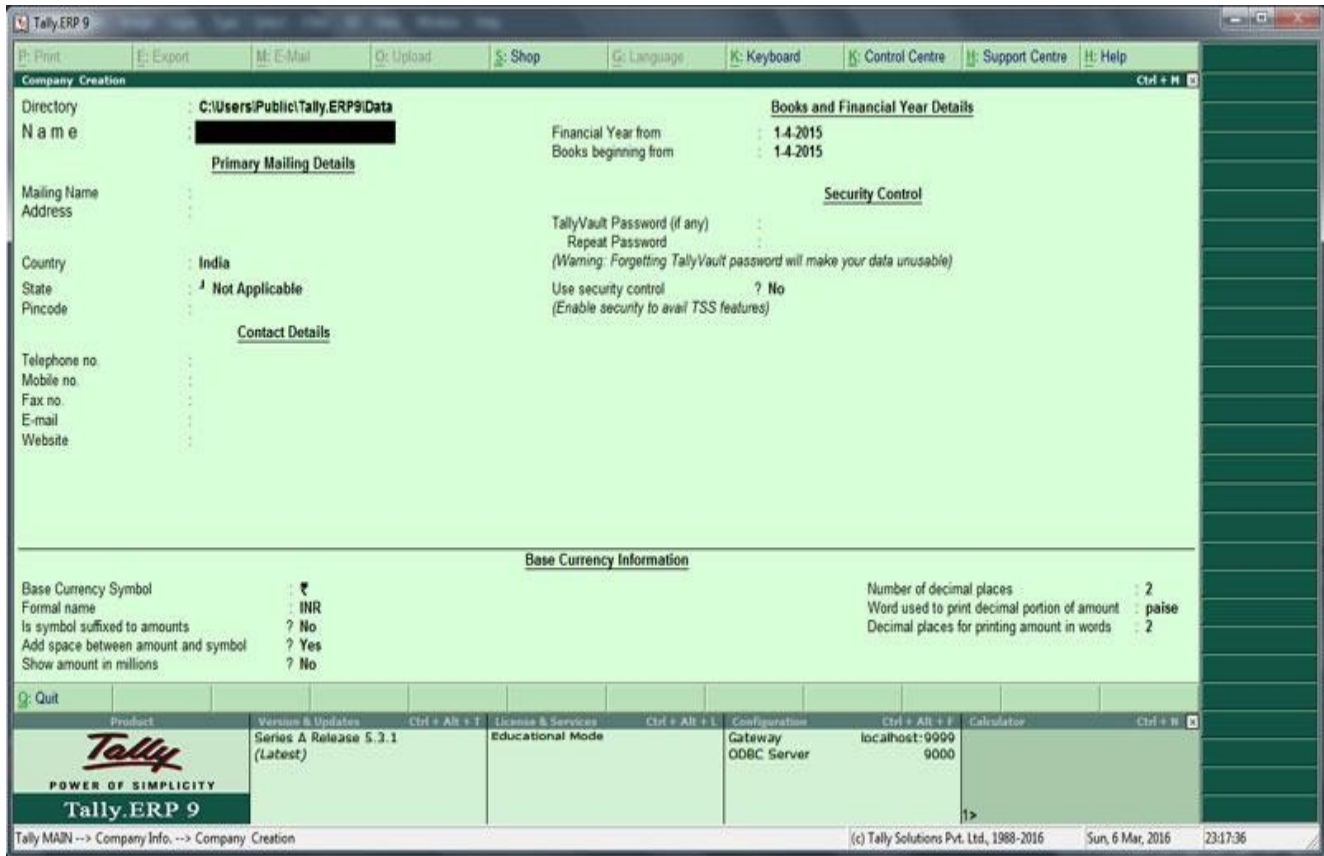 Tally.ERP 9
P: Print E: Export M: E-Mail O: Upload S: Shop G: Language K: Keyboard K: Control Centre H: Support Centre H: Help
Company Creation Ctrl + M
Directory : C:\Users\Public\Tally.ERP9\Data
Name :
Primary Mailing Details
Mailing Name :
Address :
Country : India
State : Not Applicable
Pincode :
Contact Details
Telephone no. :
Mobile no. :
Fax no. :
E-mail :
Website :
Books and Financial Year Details
Financial Year from : 1-4-2015
Books beginning from : 1-4-2015
Security Control
TallyVault Password (if any) :
Repeat Password :
(Warning: Forgetting TallyVault password will make your data unusable)
Use security control ? No
(Enable security to avail TSS features)
Base Currency Information
Base Currency Symbol : ₹
Formal name : INR
Is symbol suffixed to amounts ? No
Add space between amount and symbol ? Yes
Show amount in millions ? No
Number of decimal places : 2
Word used to print decimal portion of amount : paise
Decimal places for printing amount in words : 2
Q: Quit
Product
Tally
POWER OF SIMPLICITY
Tally.ERP 9
Version & Updates Ctrl + Alt + T
Series A Release 5.3.1
(Latest)
License & Services Ctrl + Alt + L
Educational Mode
Configuration Ctrl + Alt + F
Gateway localhost:9999
ODBC Server 9000
Calculator Ctrl + N
1>
Tally MAIN --> Company Info. --> Company Creation (c) Tally Solutions Pvt. Ltd., 1988-2016 Sun, 6 Mar, 2016 23:17:36